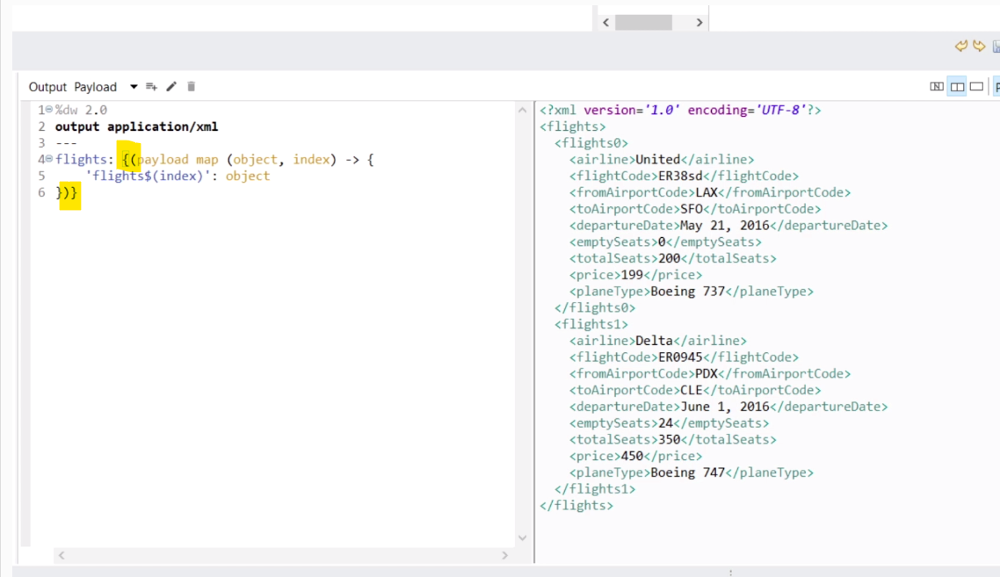 Output Payload
1 %dw 2.0
2 output application/xml
3 ---
4 flights: {(payload map (object, index) -> {
5 'flights$(index)': object
6 })}
<?xml version='1.0' encoding='UTF-8'?>
<flights>
<flights0>
<airline>United</airline>
<flightCode>ER38sd</flightCode>
<fromAirportCode>LAX</fromAirportCode>
<toAirportCode>SFO</toAirportCode>
<departureDate>May 21, 2016</departureDate>
<emptySeats>0</emptySeats>
<totalSeats>200</totalSeats>
<price>199</price>
<planeType>Boeing 737</planeType>
</flights0>
<flights1>
<airline>Delta</airline>
<flightCode>ER0945</flightCode>
<fromAirportCode>PDX</fromAirportCode>
<toAirportCode>CLE</toAirportCode>
<departureDate>June 1, 2016</departureDate>
<emptySeats>24</emptySeats>
<totalSeats>350</totalSeats>
<price>450</price>
<planeType>Boeing 747</planeType>
</flights1>
</flights>